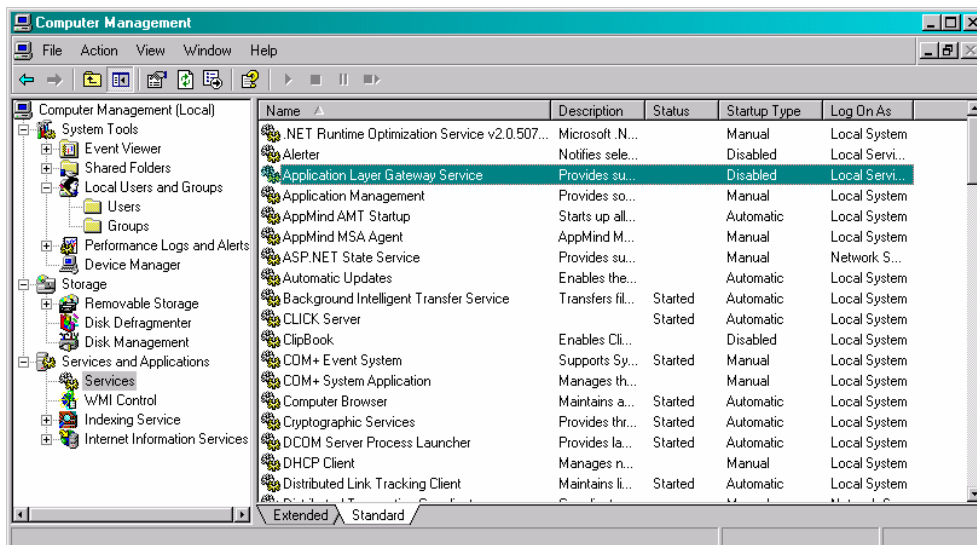 Computer Management
File Action View Window Help
Computer Management (Local)
System Tools
Event Viewer
Shared Folders
Local Users and Groups
Users
Groups
Performance Logs and Alerts
Device Manager
Storage
Removable Storage
Disk Defragmenter
Disk Management
Services and Applications
Services
WMI Control
Indexing Service
Internet Information Services
Name Description Status Startup Type Log On As
.NET Runtime Optimization Service v2.0.507... Microsoft .N... Manual Local System
Alerter Notifies sele... Disabled Local Servi...
Application Layer Gateway Service Provides su... Disabled Local Servi...
Application Management Provides so... Manual Local System
AppMind AMT Startup Starts up all... Automatic Local System
AppMind MSA Agent AppMind M... Manual Local System
ASP.NET State Service Provides su... Manual Network S...
Automatic Updates Enables the... Automatic Local System
Background Intelligent Transfer Service Transfers fil... Started Automatic Local System
CLICK Server Started Automatic Local System
ClipBook Enables Cli... Disabled Local System
COM+ Event System Supports Sy... Started Manual Local System
COM+ System Application Manages th... Manual Local System
Computer Browser Maintains a... Started Automatic Local System
Cryptographic Services Provides thr... Started Automatic Local System
DCOM Server Process Launcher Provides la... Started Automatic Local System
DHCP Client Manages n... Manual Local System
Distributed Link Tracking Client Maintains li... Started Automatic Local System
Extended Standard